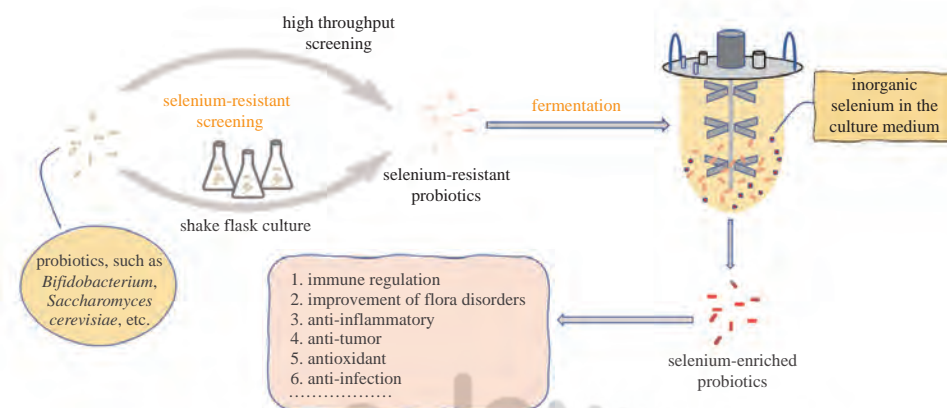 high throughput
screening
selenium-resistant
screening
shake flask culture
probiotics, such as
Bifidobacterium,
Saccharomyces
cerevisiae, etc.
selenium-resistant
probiotics
fermentation
inorganic
selenium in the
culture medium
selenium-enriched
probiotics
1. immune regulation
2. improvement of flora disorders
3. anti-inflammatory
4. anti-tumor
5. antioxidant
6. anti-infection
...................